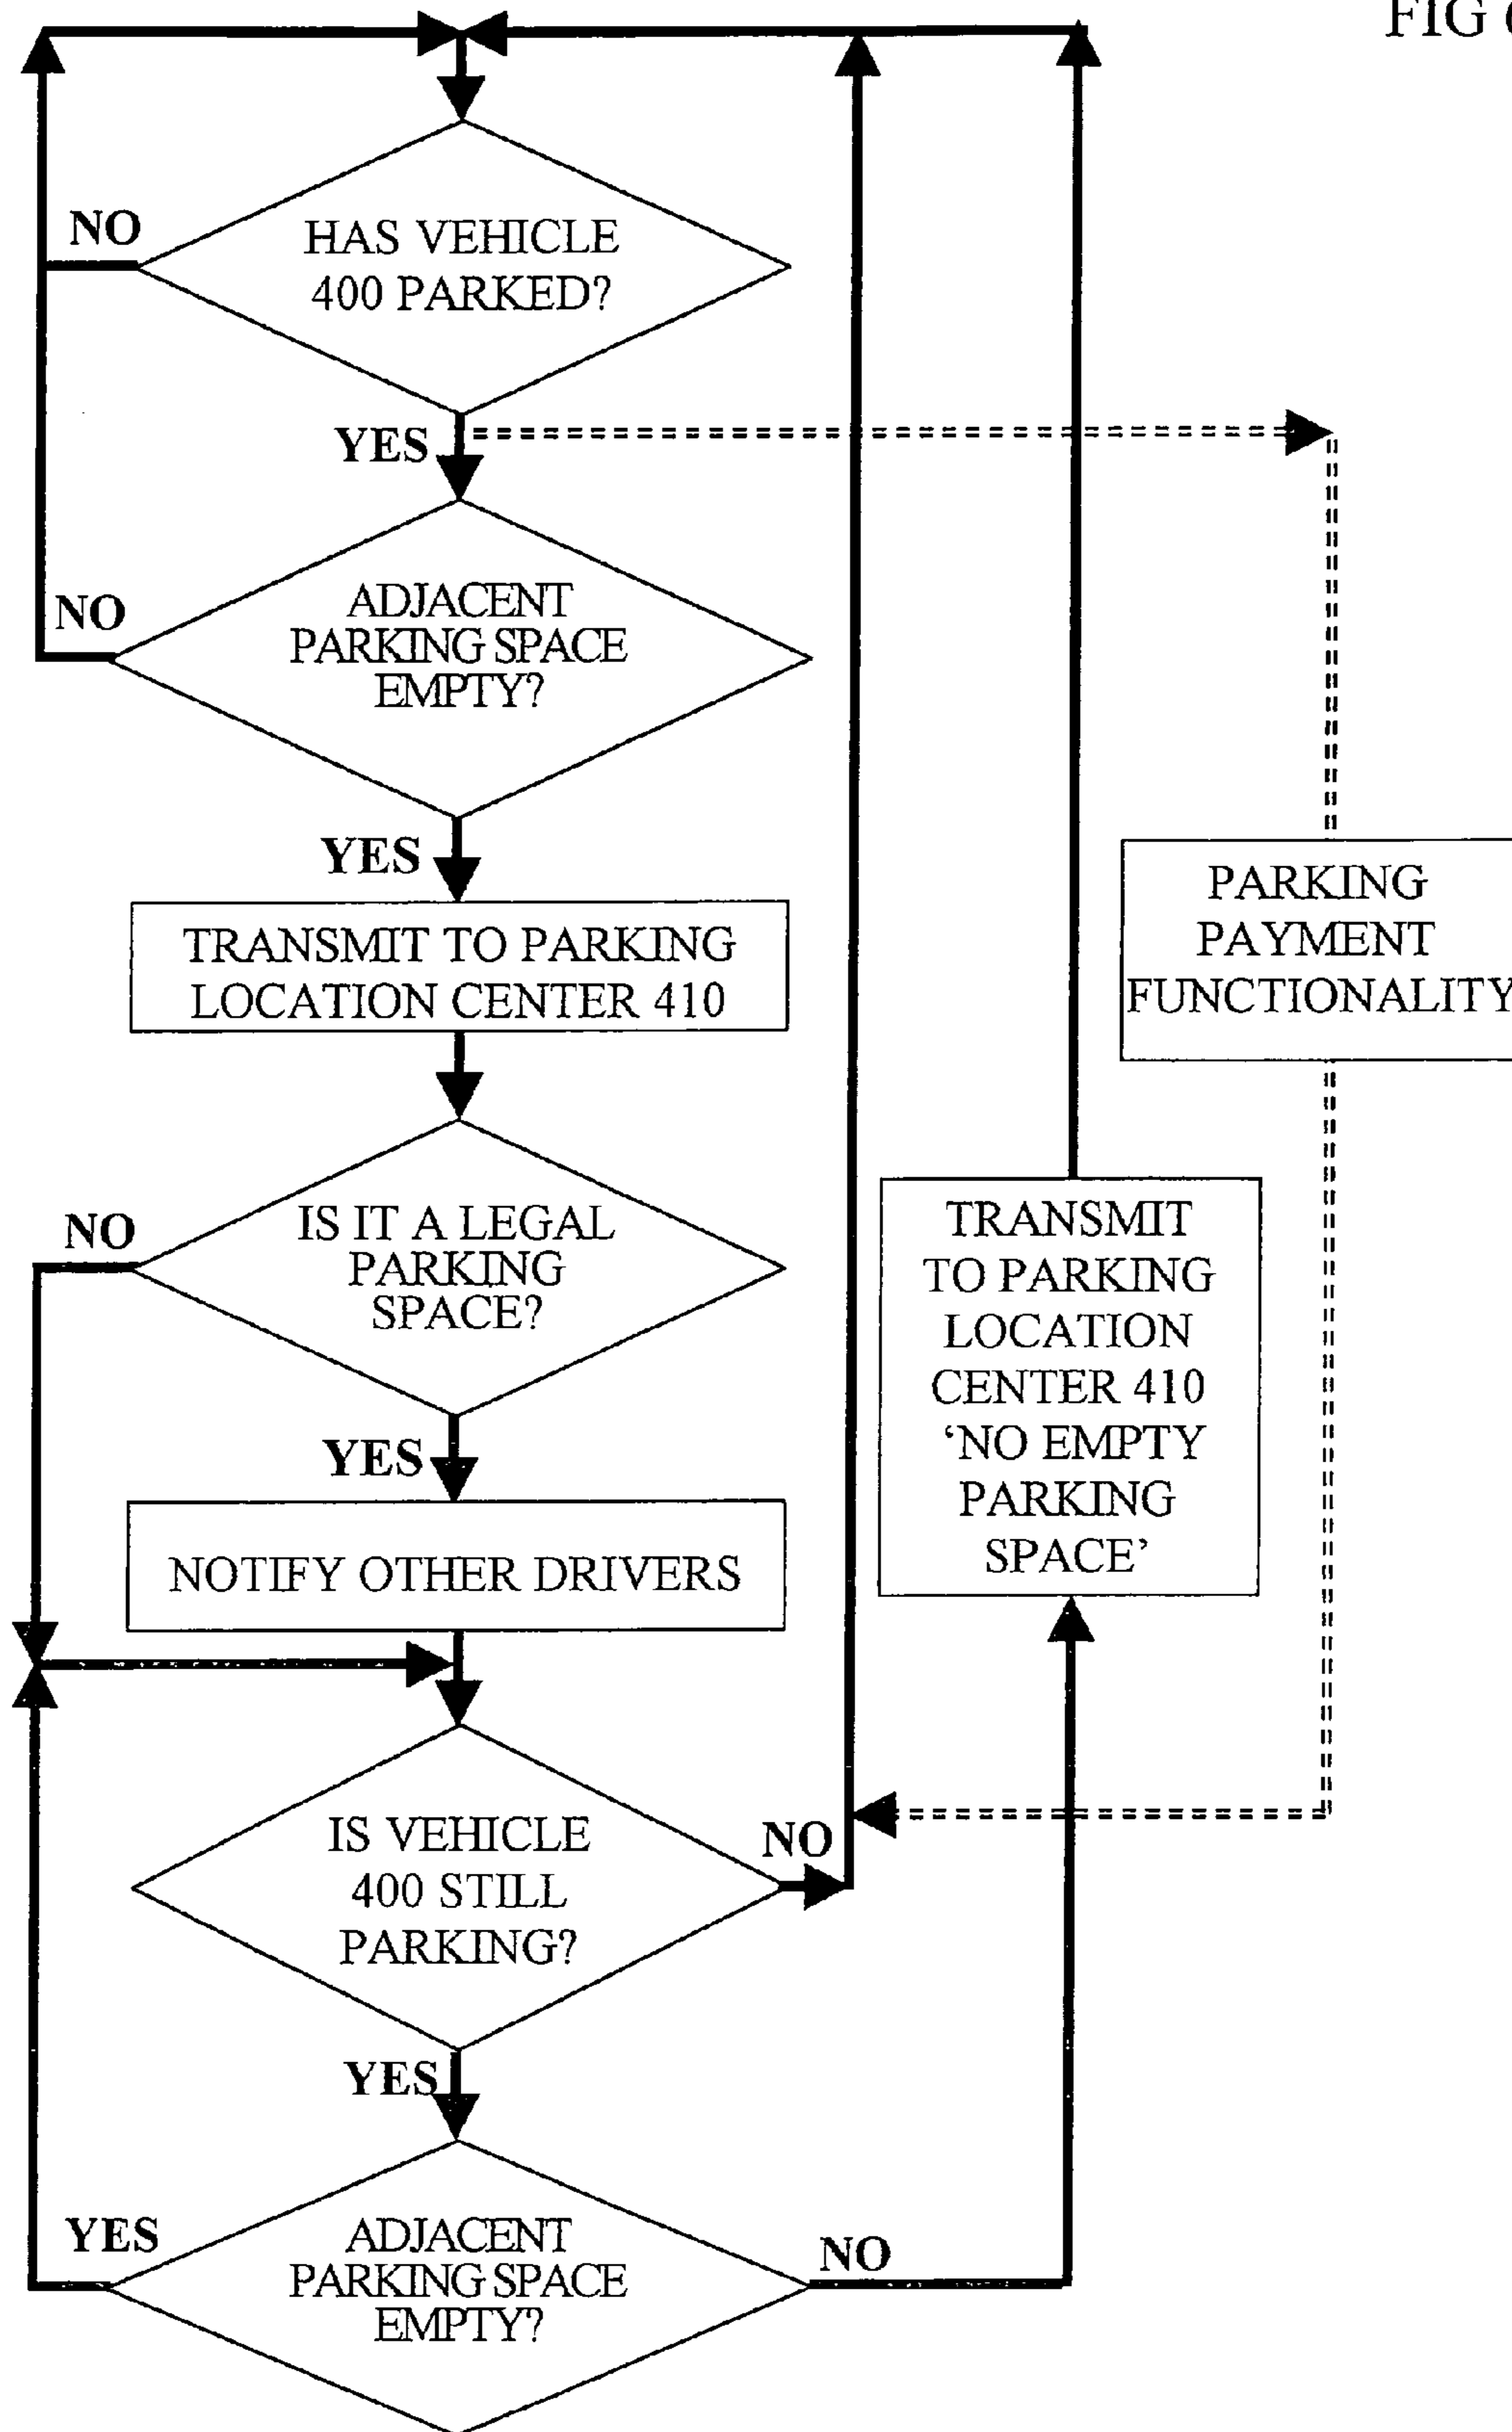 FIG 6
NO
HAS VEHICLE
400 PARKED?
YES
NO
ADJACENT
PARKING SPACE
EMPTY?
YES
TRANSMIT TO PARKING
LOCATION CENTER 410
PARKING
PAYMENT
FUNCTIONALITY
NO
IS IT A LEGAL
PARKING
SPACE?
TRANSMIT
TO PARKING
LOCATION
CENTER 410
‘NO EMPTY
PARKING
SPACE’
YES
NOTIFY OTHER DRIVERS
IS VEHICLE
400 STILL
PARKING?
NO
YES
YES
ADJACENT
PARKING SPACE
EMPTY?
NO